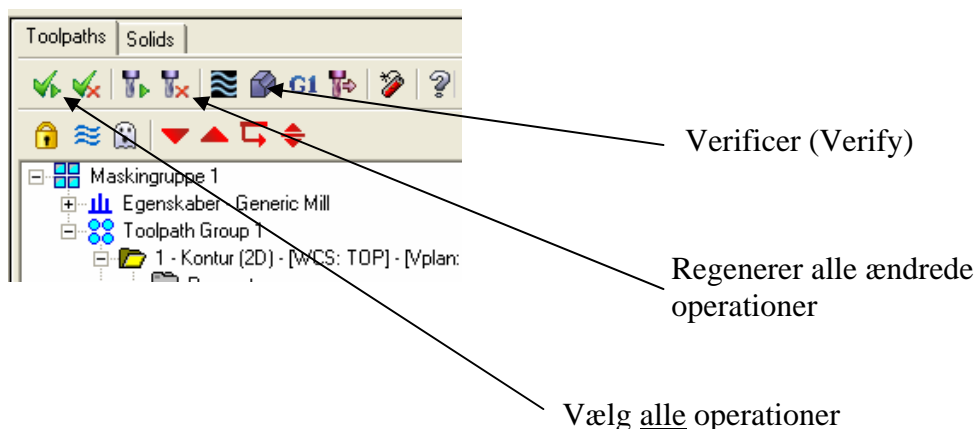 Toolpaths Solids
G1
Maskingruppe 1
Egenskaber - Generic Mill
Toolpath Group 1
1 - Kontur (2D) - [WCS: TOP] - [Vplan:
Verificer (Verify)
Regenerer alle ændrede
operationer
Vælg alle operationer